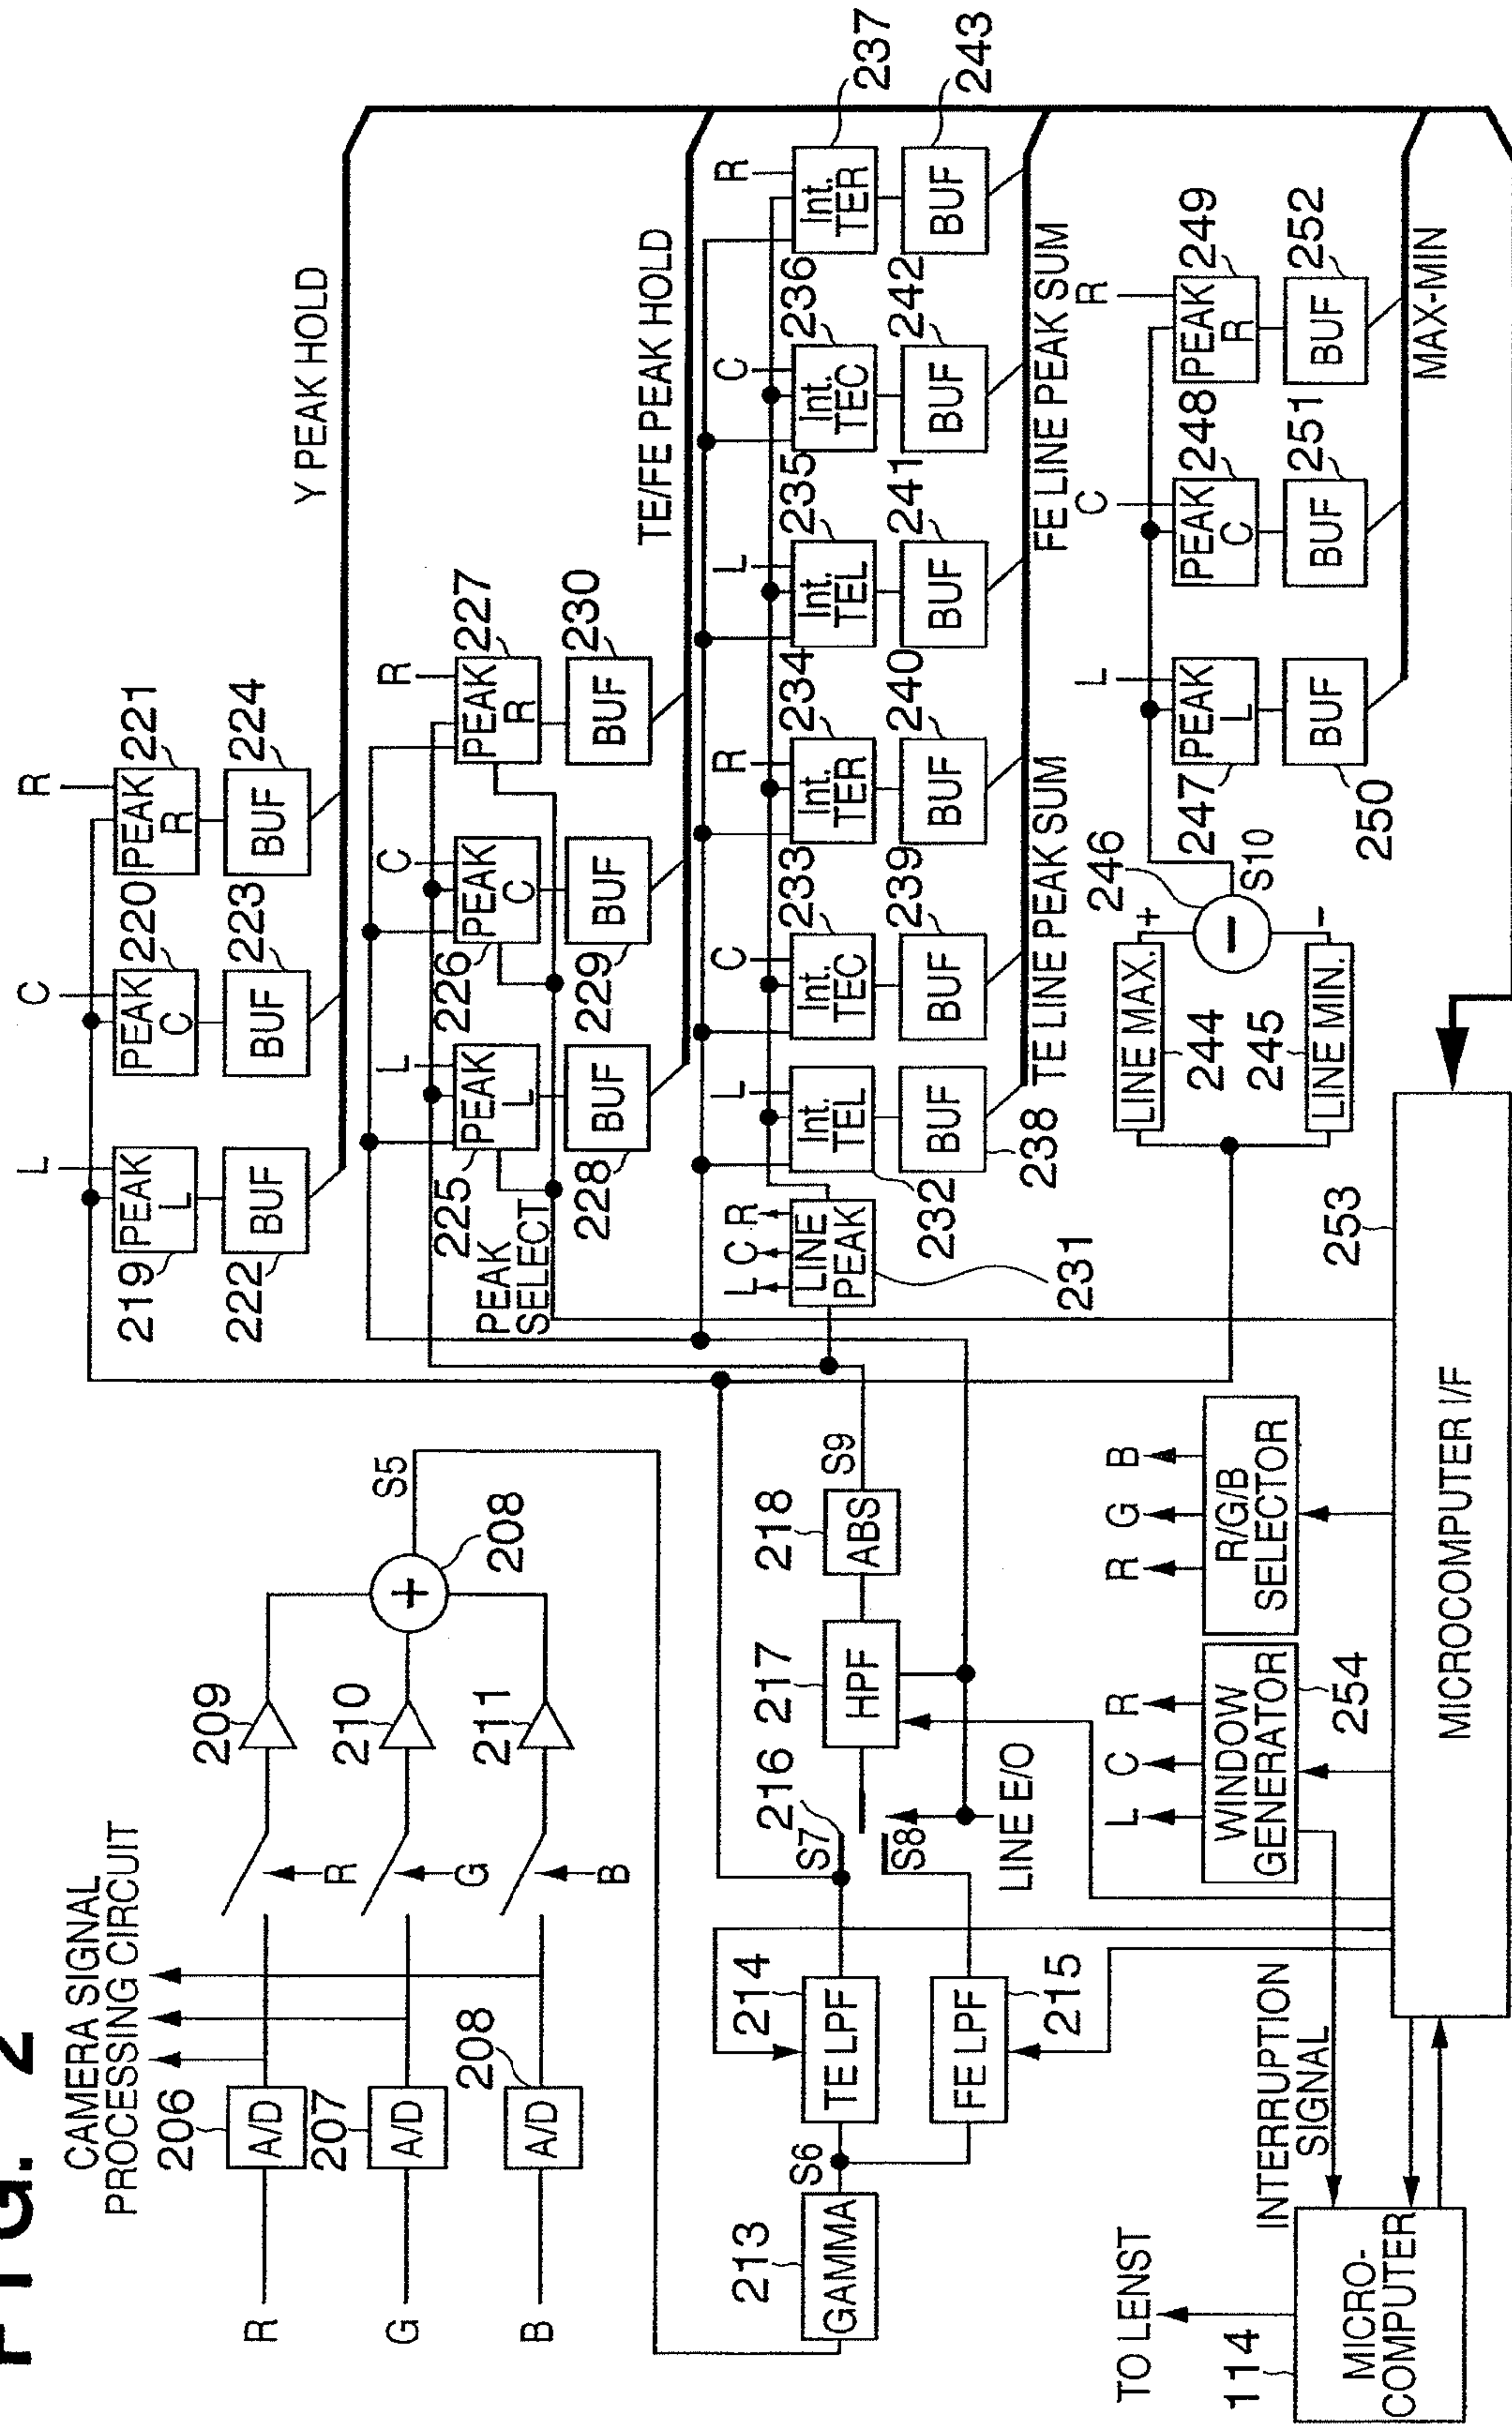 FIG. 2
CAMERA SIGNAL
PROCESSING CIRCUIT
R
206
A/D
G
207
A/D
B
208
A/D
R
G
B
209
210
211
+
208
S5
213
GAMMA
S6
214
TE LPF
FE LPF
215
S7
216
S8
LINE E/O
217
HPF
218
ABS
S9
L
C
R
219
PEAK
L
PEAK
C
220
PEAK
R
221
222
BUF
223
BUF
224
BUF
Y PEAK HOLD
L
C
R
225
PEAK
L
226
PEAK
C
PEAK
R
227
PEAK
SELECT
228
BUF
229
BUF
BUF
230
TE/FE PEAK HOLD
L C R
LINE
PEAK
231
L
C
R
L
C
R
Int.
TEL
232
Int.
TEC
233
Int.
TER
234
Int.
TEL
235
Int.
TEC
236
Int.
TER
237
BUF
238
BUF
239
BUF
240
BUF
241
BUF
242
BUF
243
TE LINE PEAK SUM
FE LINE PEAK SUM
LINE MAX.
244
+
246
−
S10
245
LINE MIN.
-
L
C
R
247
PEAK
L
PEAK
C
248
PEAK
R
249
250
BUF
BUF
251
BUF
252
MAX-MIN
L
C
R
WINDOW
GENERATOR
254
R
G
B
R/G/B
SELECTOR
253
MICROCOMPUTER I/F
INTERRUPTION
SIGNAL
TO LENST
114
MICRO-
COMPUTER